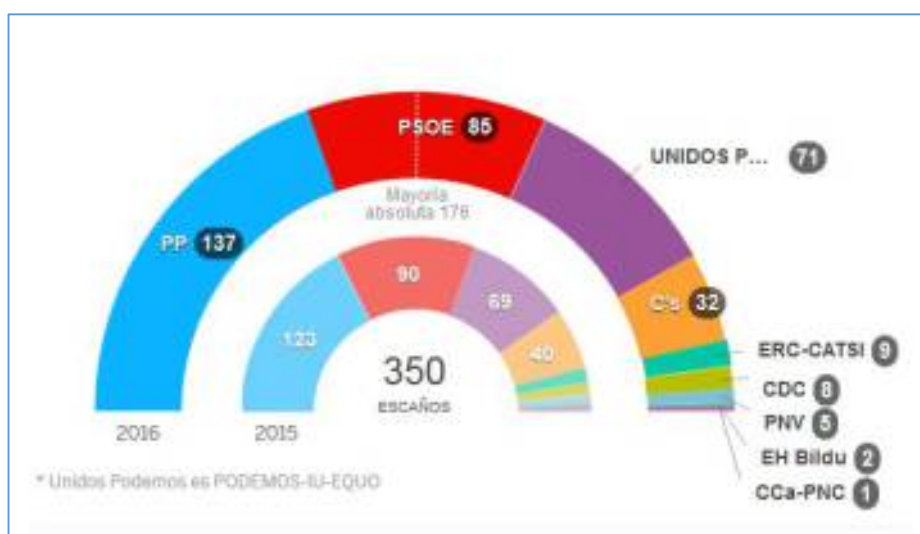 PSOE 85
UNIDOS P... 71
Mayoría
absoluta 176
PP 137
90
69
C's 32
123
40
350
ESCAÑOS
ERC-CATSI 9
CDC 8
PNV 5
EH Bildu 2
CCa-PNC 1
2016
2015
* Unidos Podemos es PODEMOS-IU-EQUO